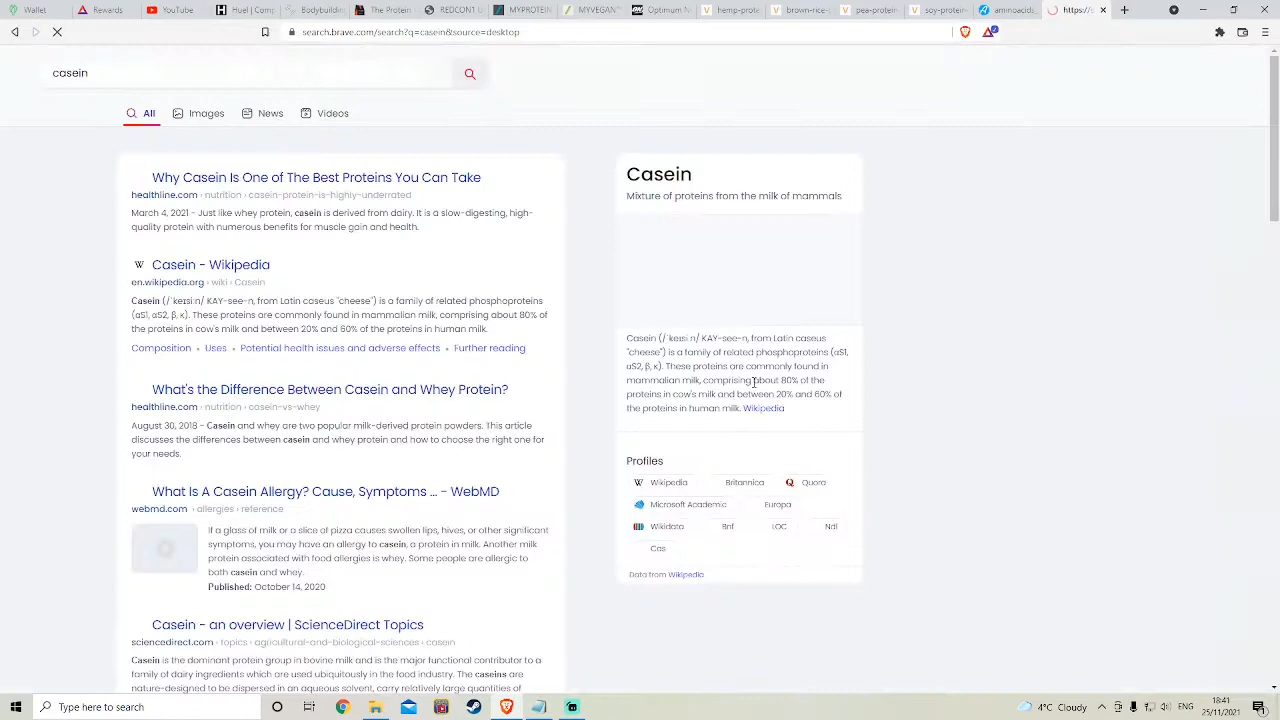 Wallet
Rewards
YouTube
Huel | Comp
Bodybuilding
The Protein
REDCON1 U
MYPROTEIN
MYVEGAN
Optimum N
hemp-prote
brown-rice-
pea-protein
soy-protein
aminoacids_
https://s
search.brave.com/search?q=casein&source=desktop
casein
All
Images
News
Videos
Why Casein Is One of The Best Proteins You Can Take
healthline.com › nutrition › casein-protein-is-highly-underrated
March 4, 2021 - Just like whey protein, casein is derived from dairy. It is a slow-digesting, high-
quality protein with numerous benefits for muscle gain and health.
Casein - Wikipedia
en.wikipedia.org › wiki › Casein
Casein (/ˈkeɪsiːn/ KAY-see-n, from Latin caseus "cheese") is a family of related phosphoproteins
(αS1, αS2, β, κ). These proteins are commonly found in mammalian milk, comprising about 80% of
the proteins in cow's milk and between 20% and 60% of the proteins in human milk.
Composition • Uses • Potential health issues and adverse effects • Further reading
What's the Difference Between Casein and Whey Protein?
healthline.com › nutrition › casein-vs-whey
August 30, 2018 - Casein and whey are two popular milk-derived protein powders. This article
discusses the differences between casein and whey protein and how to choose the right one for
your needs.
What Is A Casein Allergy? Cause, Symptoms ... - WebMD
webmd.com › allergies › reference
If a glass of milk or a slice of pizza causes swollen lips, hives, or other significant
symptoms, you may have an allergy to casein, a protein in milk. Another milk
protein associated with food allergies is whey. Some people are allergic to
both casein and whey.
Published: October 14, 2020
Casein - an overview | ScienceDirect Topics
sciencedirect.com › topics › agricultural-and-biological-sciences › casein
Casein is the dominant protein group in bovine milk and is the major functional contributor to a
family of dairy ingredients which are used ubiquitously in the food industry. The caseins are
nature-designed to be dispersed in an aqueous solvent, carry relatively large quantities of
Casein
Mixture of proteins from the milk of mammals
Casein (/ˈkeɪsiːn/ KAY-see-n, from Latin caseus
"cheese") is a family of related phosphoproteins (αS1,
αS2, β, κ). These proteins are commonly found in
mammalian milk, comprising about 80% of the
proteins in cow's milk and between 20% and 60% of
the proteins in human milk. Wikipedia
Profiles
Wikipedia
Britannica
Quora
Microsoft Academic
Europa
Wikidata
Bnf
LOC
Ndl
Cas
Data from Wikipedia
Type here to search
4°C Cloudy
ENG
18:41
25/11/2021